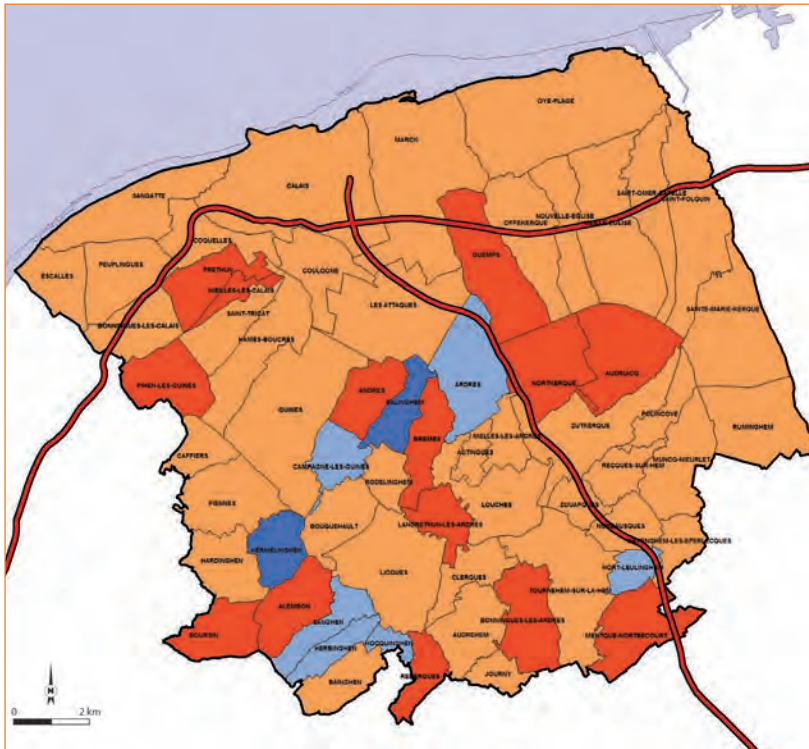 OYE-PLAGE
MARCK
CALAIS
SANGATTE
SAINT-OMER-CAPELLE
SAINT-FOLQUIN
NOUVELLE-EGLISE
OFFEKERQUE
COQUELLES
PEUPLINGUES
ESCALLES
GUEMPS
FRETHUN
COULOGNE
NIELLES-LES-CALAIS
LES ATTAQUES
SAINT-TRICAT
BONNINGUES-LES-CALAIS
SAINTE-MARIE-KERQUE
HAMES-BOUCRES
PIHEN-LES-GUINES
ANDRES
BALINGHEM
ARDRES
NORTKERQUE
AUDRUICQ
GUINES
POLINCOVE
ZUTKERQUE
RUMINGHEM
BREMES
NIELLES-LES-ARDRES
AUTINGUES
CAFFIERS
CAMPAGNE-LES-GUINES
MUNCQ-NIEURLET
RECQUES-SUR-HEM
RODELINGHEM
FIENNES
LOUCHES
ZOUAFQUES
BOUQUEHAULT
LANDRETHUN-LES-ARDRES
HERMELINGHEN
HARDINGHEN
NORT-LEULINGHEM
LICQUES
CLERQUES
TOURNEHEM-SUR-LA-HEM
ALEMBON
SANGHEN
BONNINGUES-LES-ARDRES
BOURSIN
HERBINGHEN
HOCQUINGHEN
AUDREHEM
MENTQUE-NORTBECOURT
REBERGUES
JOURNY
BAINGHEN
N
0 2 km